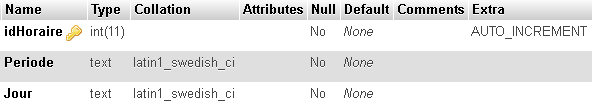 Name Type Collation Attributes Null Default Comments Extra
idHoraire int(11) No None AUTO_INCREMENT
Periode text latin1_swedish_ci No None
Jour text latin1_swedish_ci No None